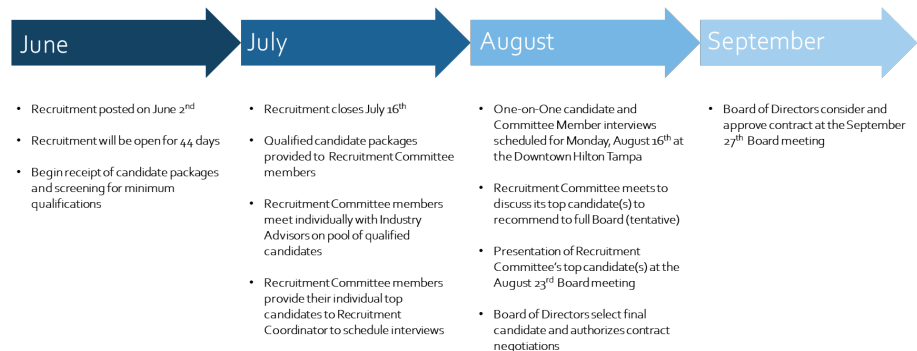 June
July
August
September
• Recruitment posted on June 2nd
• Recruitment will be open for 44 days
• Begin receipt of candidate packages
and screening for minimum
qualifications
• Recruitment closes July 16th
• Qualified candidate packages
provided to Recruitment Committee
members
• Recruitment Committee members
meet individually with Industry
Advisors on pool of qualified
candidates
• Recruitment Committee members
provide their individual top
candidates to Recruitment
Coordinator to schedule interviews
• One-on-One candidate and
Committee Member interviews
scheduled for Monday, August 16th at
the Downtown Hilton Tampa
• Recruitment Committee meets to
discuss its top candidate(s) to
recommend to full Board (tentative)
• Presentation of Recruitment
Committee's top candidate(s) at the
August 23rd Board meeting
• Board of Directors select final
candidate and authorizes contract
negotiations
• Board of Directors consider and
approve contract at the September
27th Board meeting